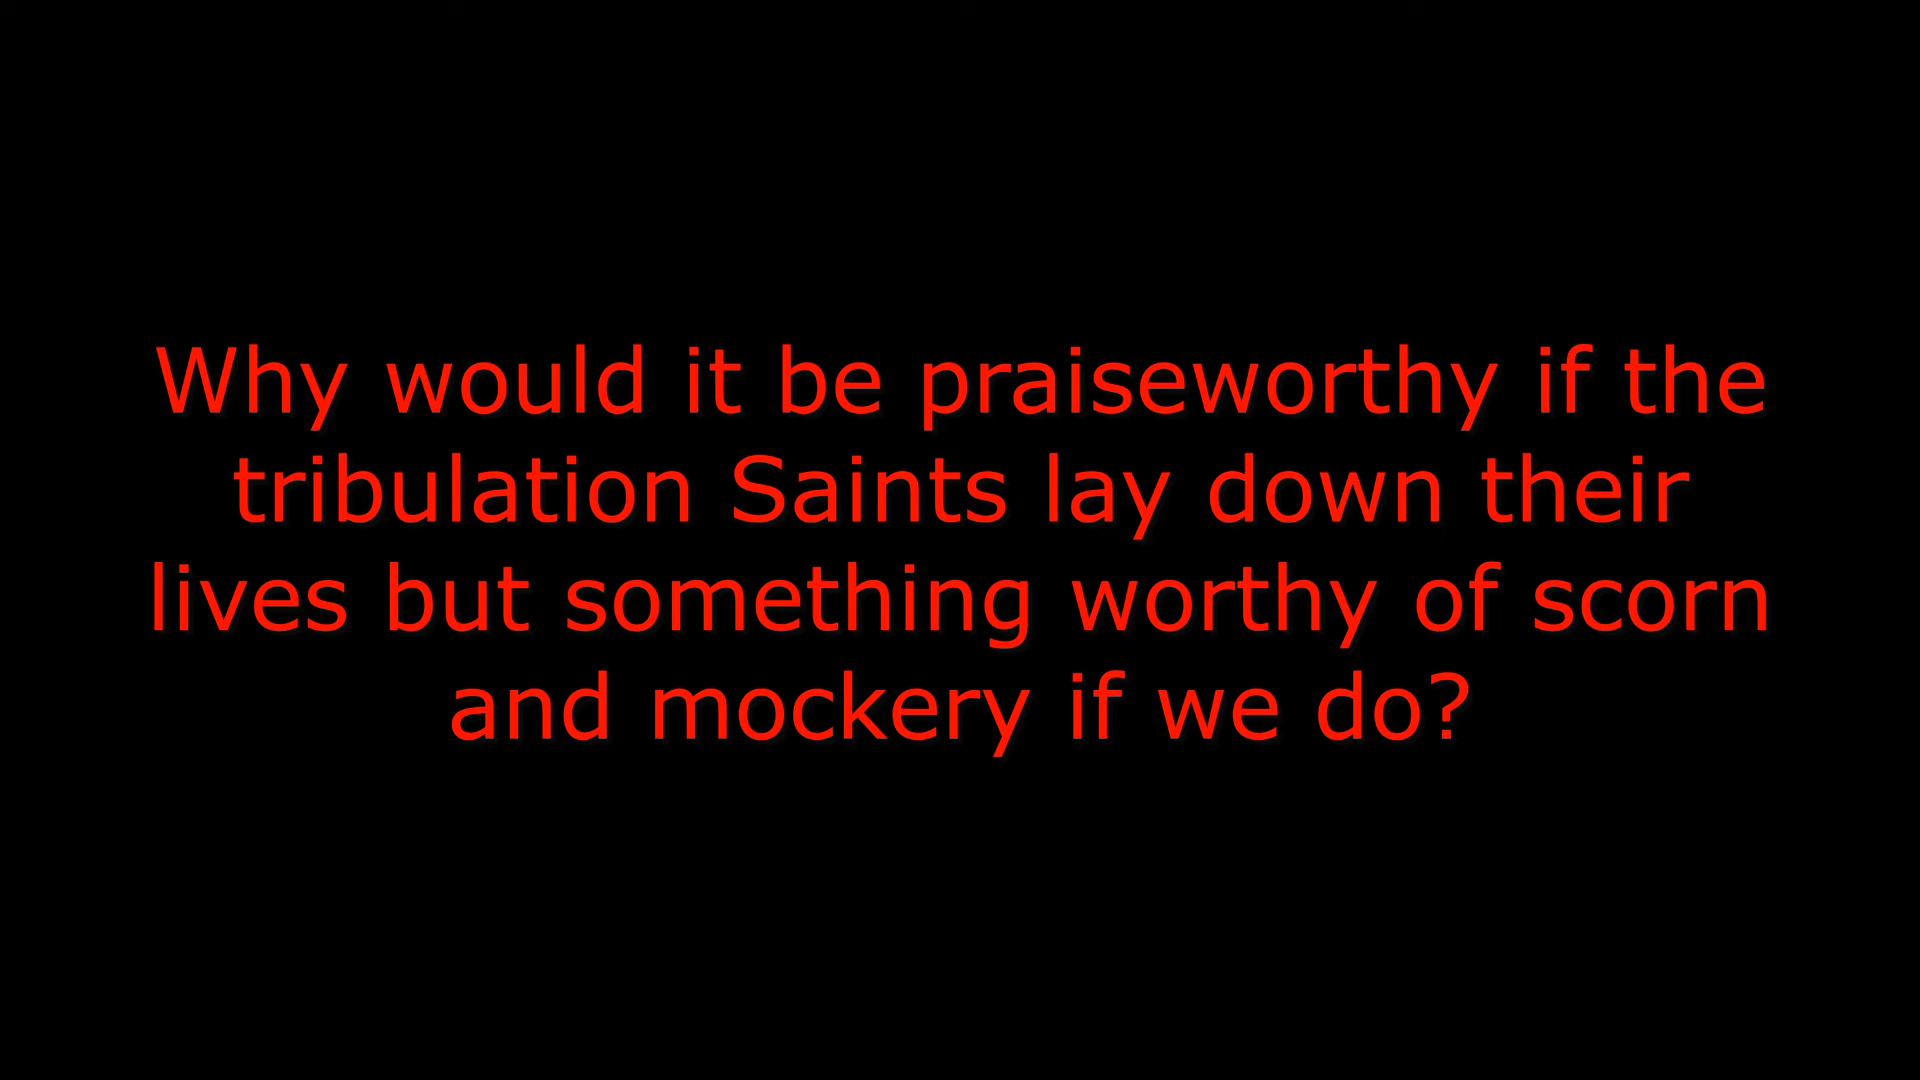 Why would it be praiseworthy if the
tribulation Saints lay down their
lives but something worthy of scorn
and mockery if we do?